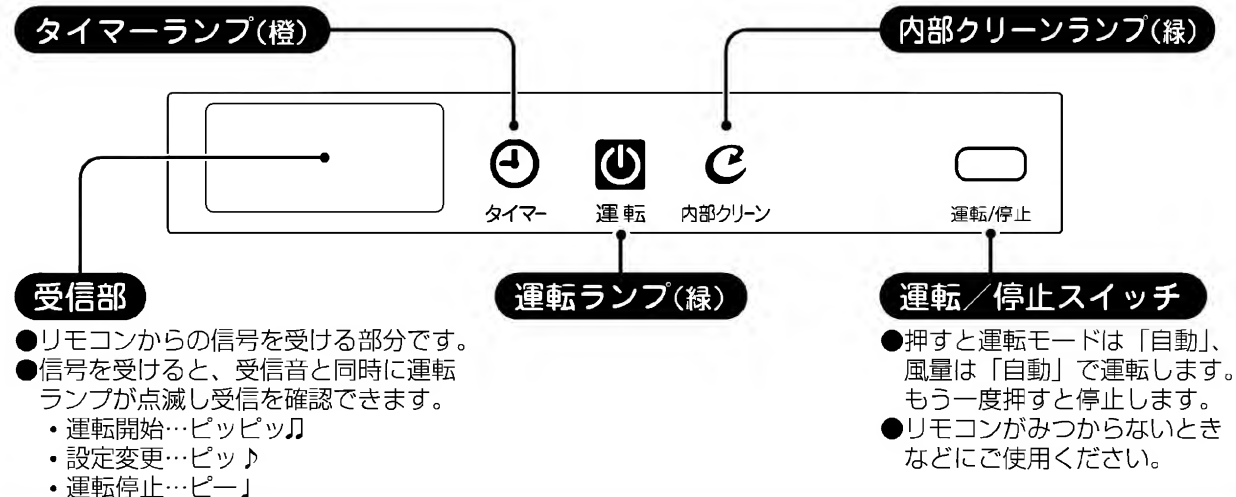 タイマーランプ(橙)
内部クリーンランプ(緑)
タイマー
運転
内部クリーン
運転/停止
受信部
●リモコンからの信号を受ける部分です。
●信号を受けると、受信音と同時に運転
ランプが点滅し受信を確認できます。
・運転開始…ピッピッ♫
・設定変更…ピッ♪
・運転停止…ピー♩
運転ランプ(緑)
運転/停止スイッチ
●押すと運転モードは「自動」、
風量は「自動」で運転します。
もう一度押すと停止します。
●リモコンがみつからないとき
などにご使用ください。